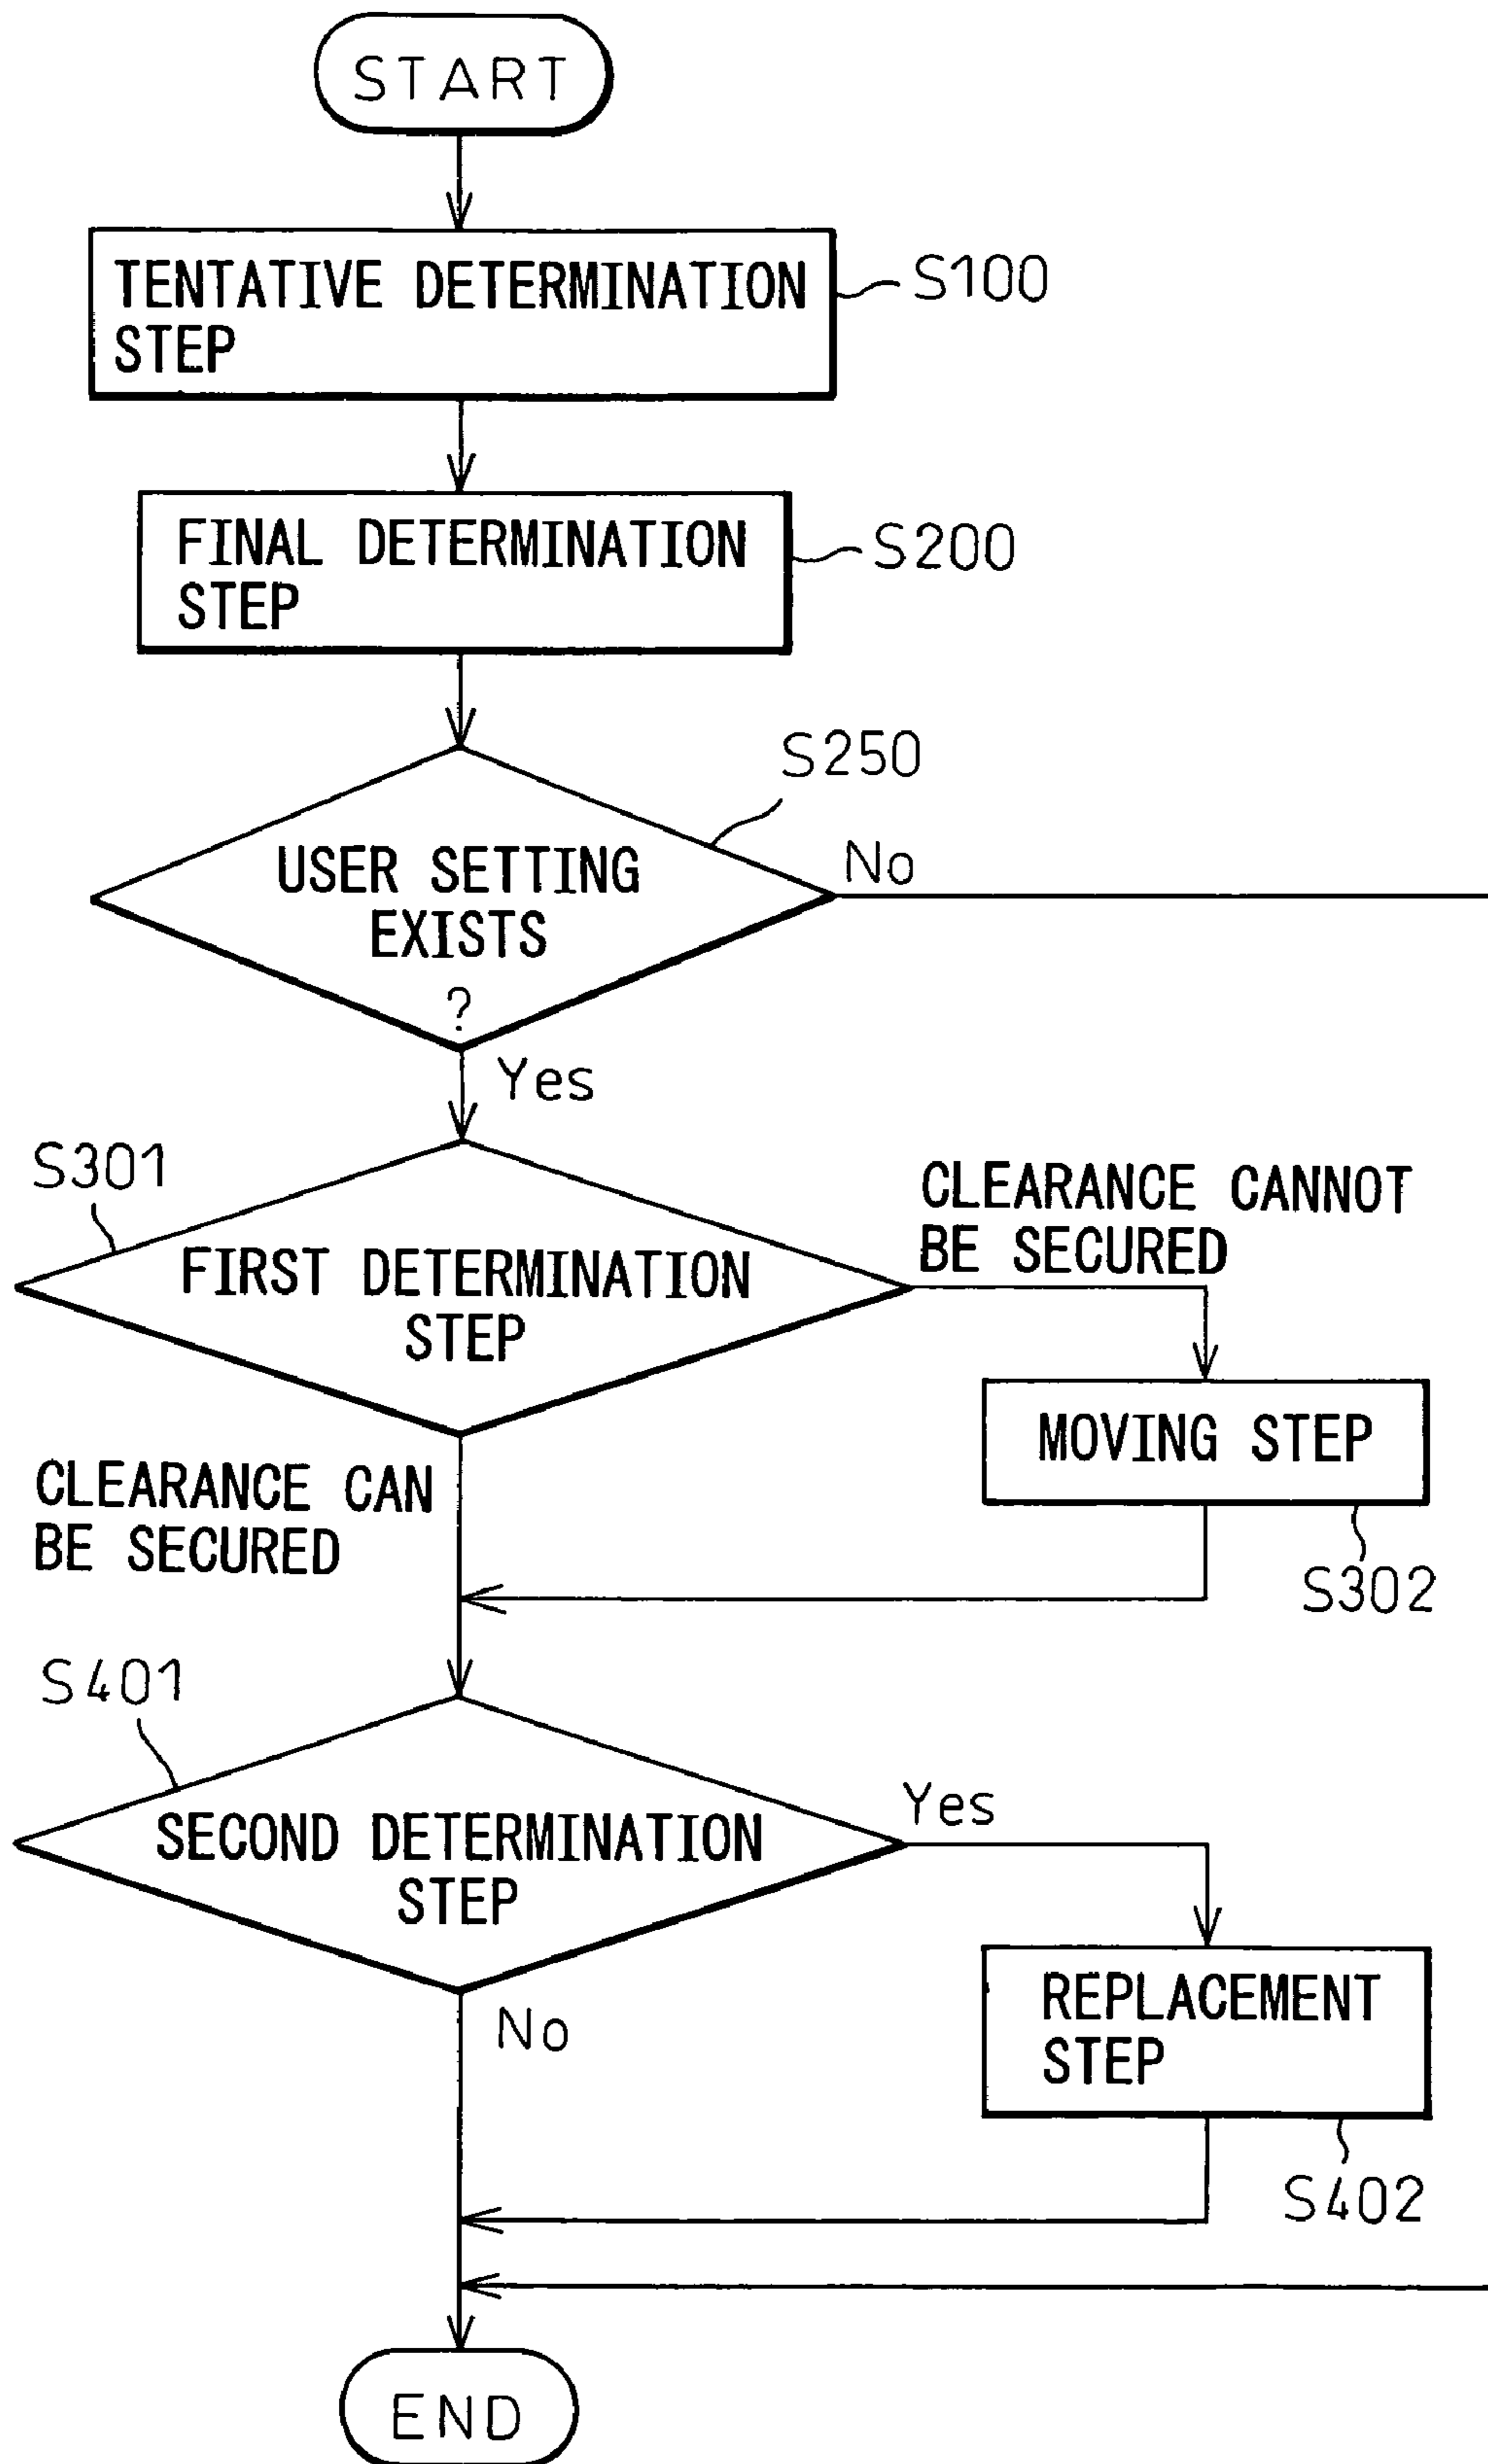 START
TENTATIVE DETERMINATION
STEP
S100
FINAL DETERMINATION
STEP
S200
S250
USER SETTING
EXISTS
?
No
Yes
S301
FIRST DETERMINATION
STEP
CLEARANCE CANNOT
BE SECURED
MOVING STEP
S302
CLEARANCE CAN
BE SECURED
S401
SECOND DETERMINATION
STEP
Yes
No
REPLACEMENT
STEP
S402
END